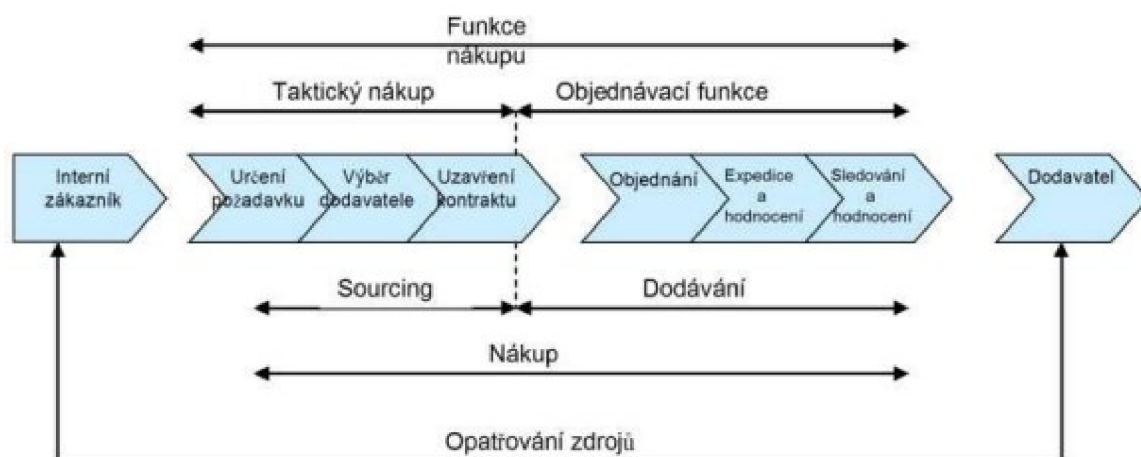 Funkce
nákupu
Taktický nákup
Objednávací funkce
Interní
zákazník
Určení
požadavku
Výběr
dodavatele
Uzavření
kontraktu
Objednání
Expedice
a
hodnocení
Sledování
a
hodnocení
Dodavatel
Sourcing
Dodávání
Nákup
Opatřování zdrojů